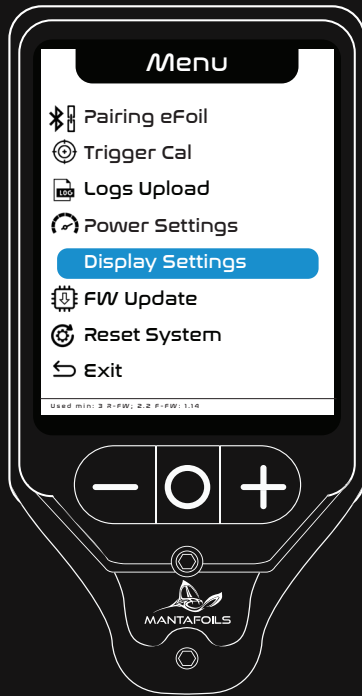 Menu
Pairing eFoil
Trigger Cal
LOG
Logs Upload
Power Settings
Display Settings
FW Update
Reset System
Exit
Used min: 3 R-FW; 2.2 F-FW: 1.14
MANTAFOILS